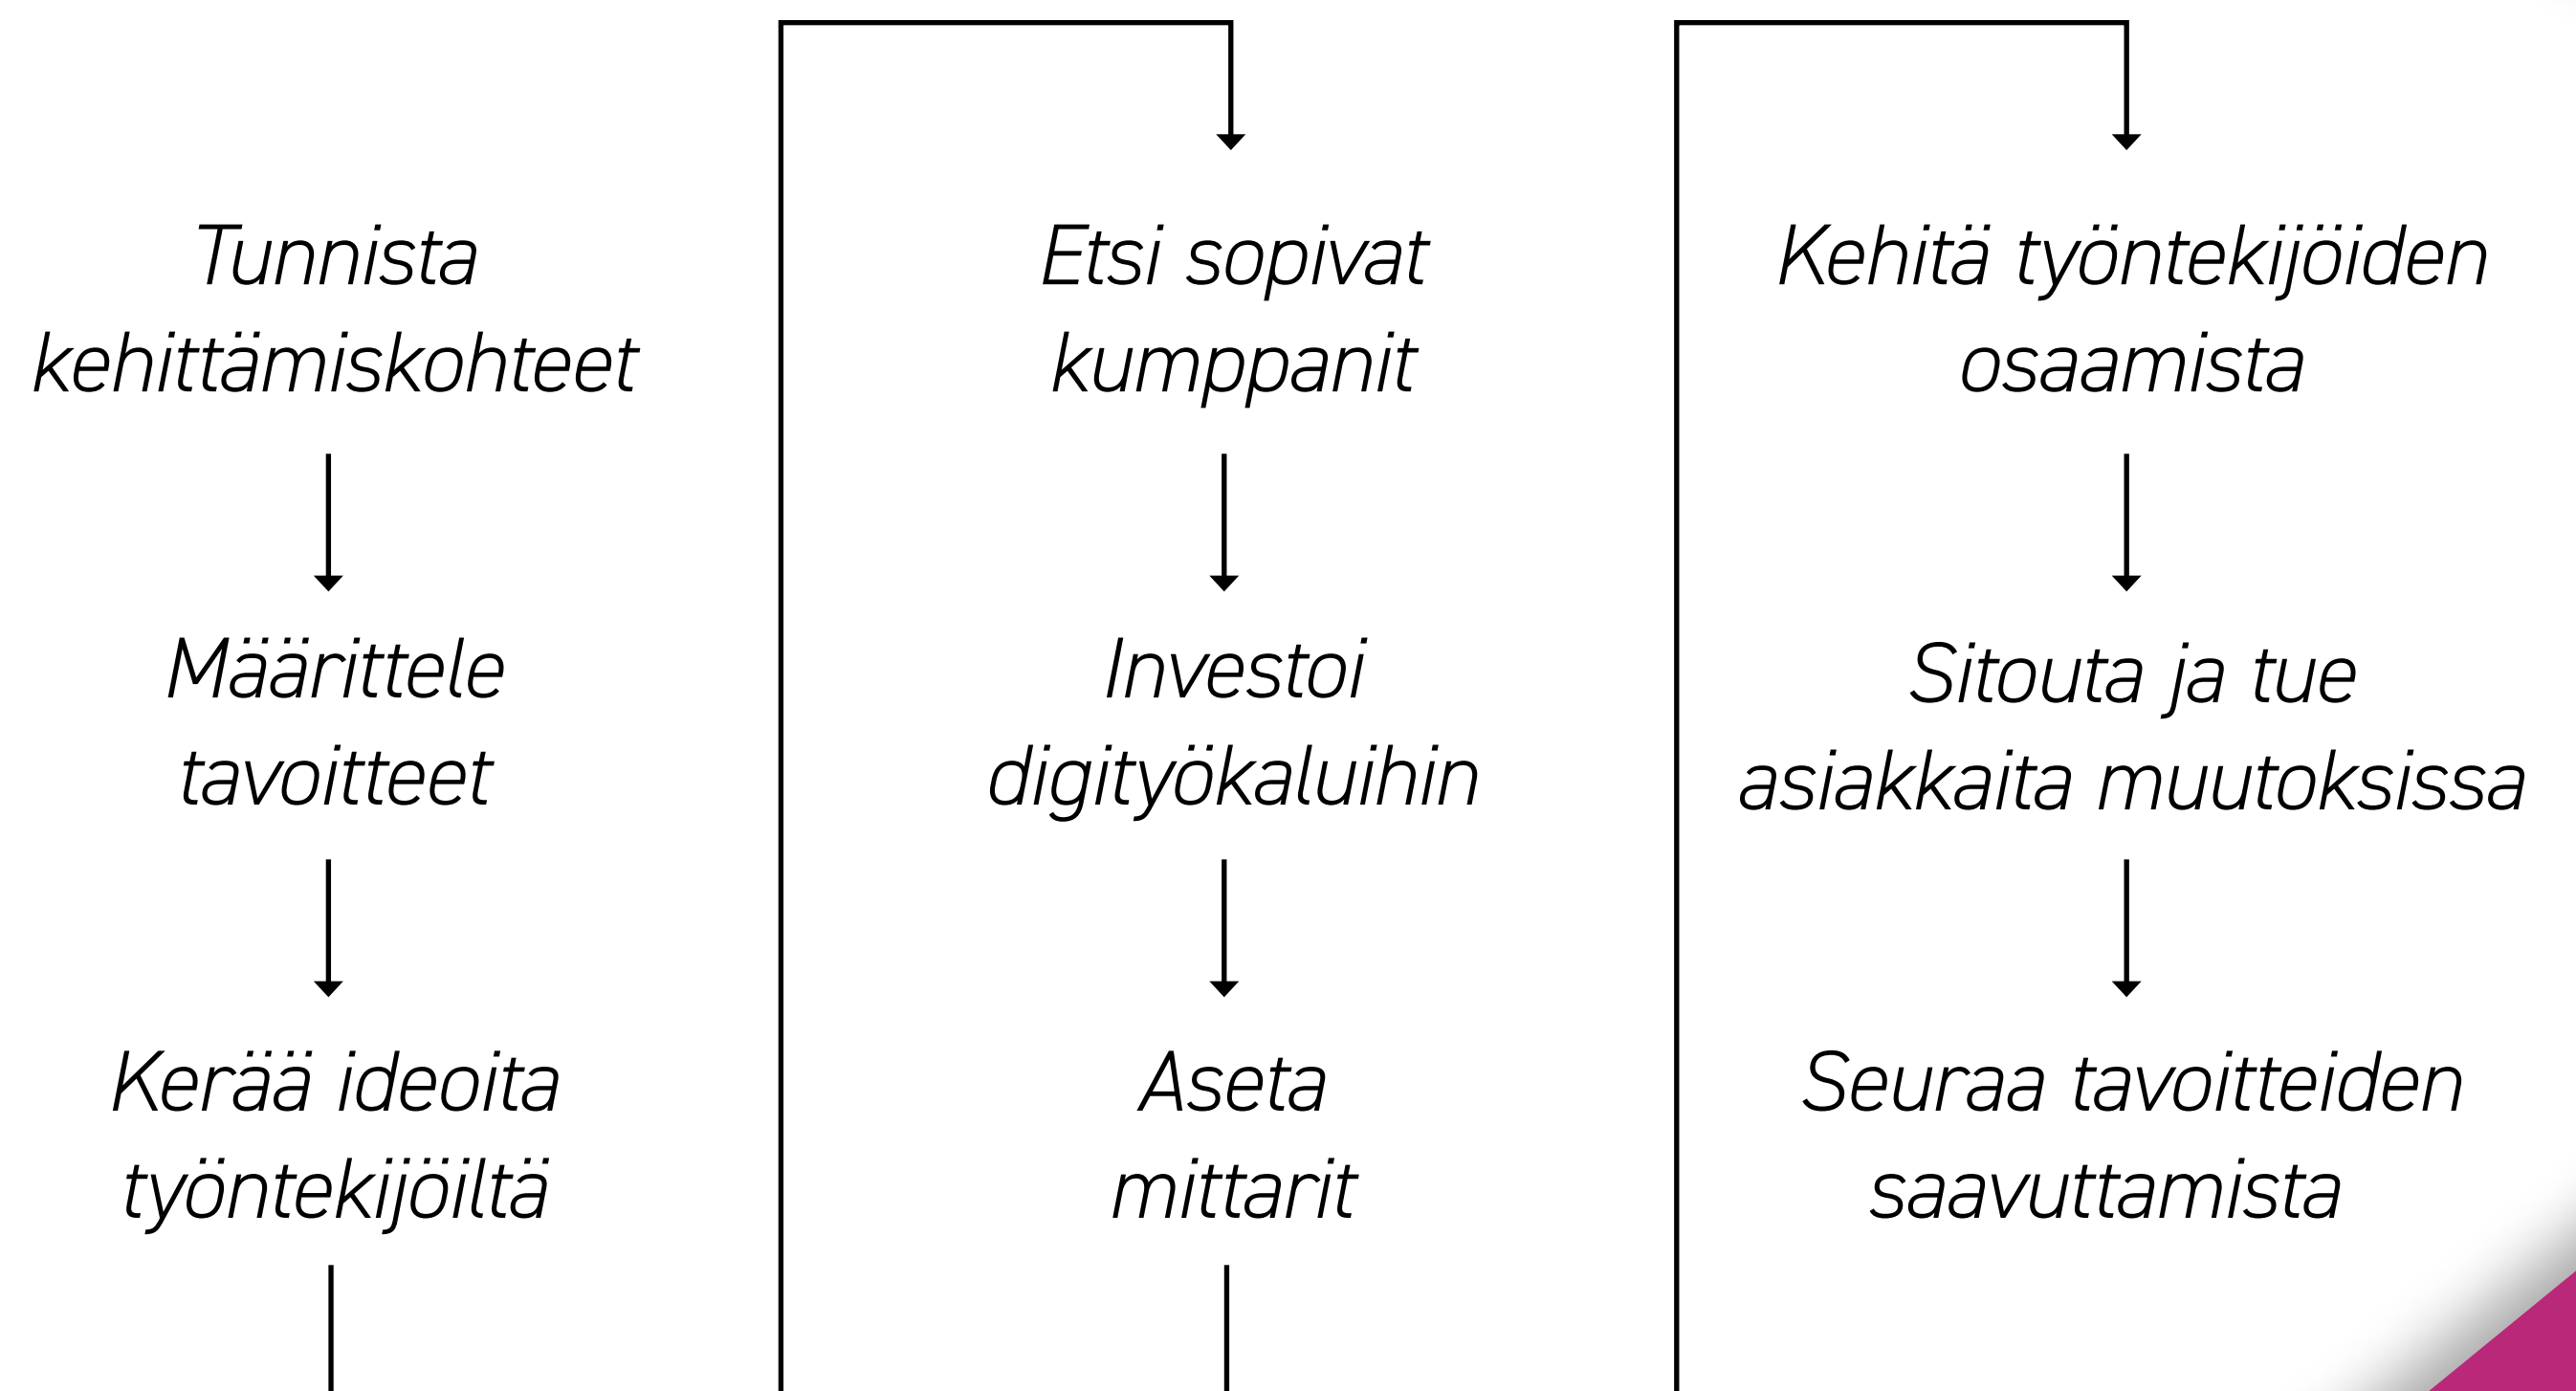 Tunnista
kehittämiskohteet
Määrittele
tavoitteet
Kerää ideoita
työntekijöiltä
Etsi sopivat
kumppanit
Investoi
digityökaluihin
Aseta
mittarit
Kehitä työntekijöiden
osaamista
Sitouta ja tue
asiakkaita muutoksissa
Seuraa tavoitteiden
saavuttamista